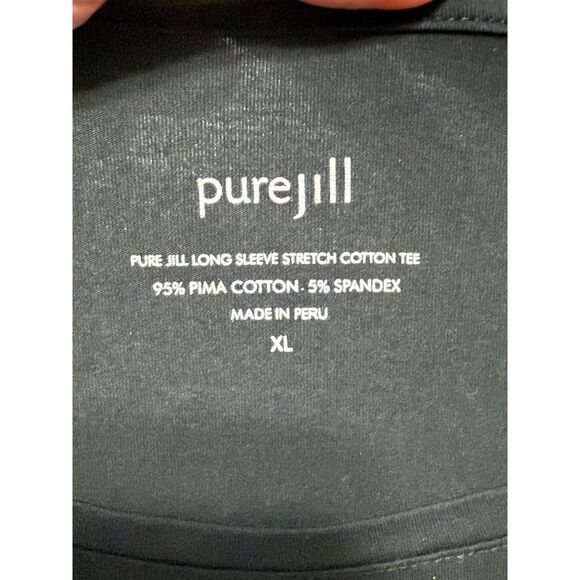 purejill
PURE JILL LONG SLEEVE STRETCH COTTON TEE
95% PIMA COTTON · 5% SPANDEX
MADE IN PERU
XL